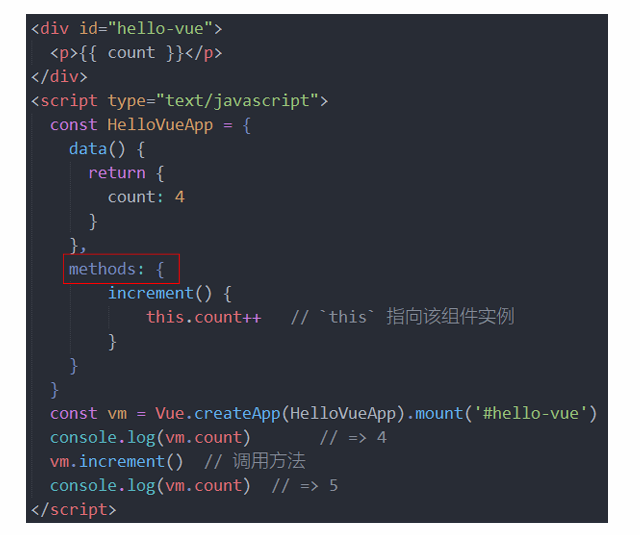 <div id="hello-vue">
  <p>{{ count }}</p>
</div>
<script type="text/javascript">
  const HelloVueApp = {
    data() {
      return {
        count: 4
      }
    },
    methods: {
        increment() {
            this.count++   // `this` 指向该组件实例
        }
    }
  }
  const vm = Vue.createApp(HelloVueApp).mount('#hello-vue')
  console.log(vm.count)       // => 4
  vm.increment()  // 调用方法
  console.log(vm.count)  // => 5
</script>